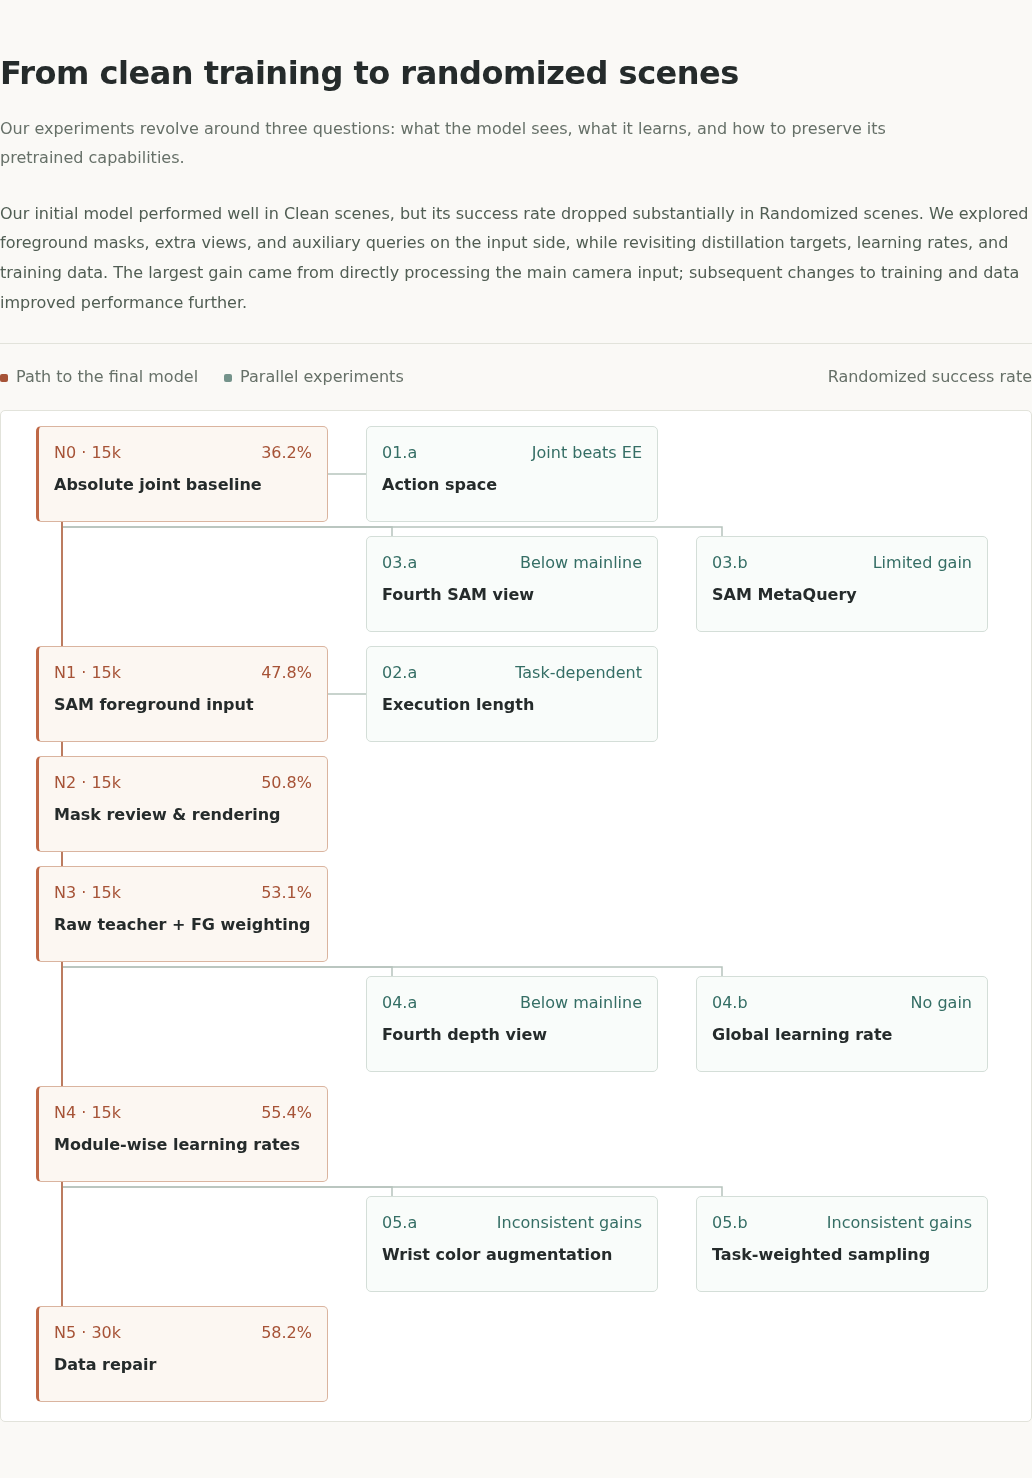 From clean training to randomized scenes
Our experiments revolve around three questions: what the model sees, what it learns, and how to preserve its
pretrained capabilities.
Our initial model performed well in Clean scenes, but its success rate dropped substantially in Randomized scenes. We explored
foreground masks, extra views, and auxiliary queries on the input side, while revisiting distillation targets, learning rates, and
training data. The largest gain came from directly processing the main camera input; subsequent changes to training and data
improved performance further.
Path to the final model Parallel experiments Randomized success rate
N0 · 15k 36.2%
Absolute joint baseline
01.a Joint beats EE
Action space
03.a Below mainline
Fourth SAM view
03.b Limited gain
SAM MetaQuery
N1 · 15k 47.8%
SAM foreground input
02.a Task-dependent
Execution length
N2 · 15k 50.8%
Mask review & rendering
N3 · 15k 53.1%
Raw teacher + FG weighting
04.a Below mainline
Fourth depth view
04.b No gain
Global learning rate
N4 · 15k 55.4%
Module-wise learning rates
05.a Inconsistent gains
Wrist color augmentation
05.b Inconsistent gains
Task-weighted sampling
N5 · 30k 58.2%
Data repair